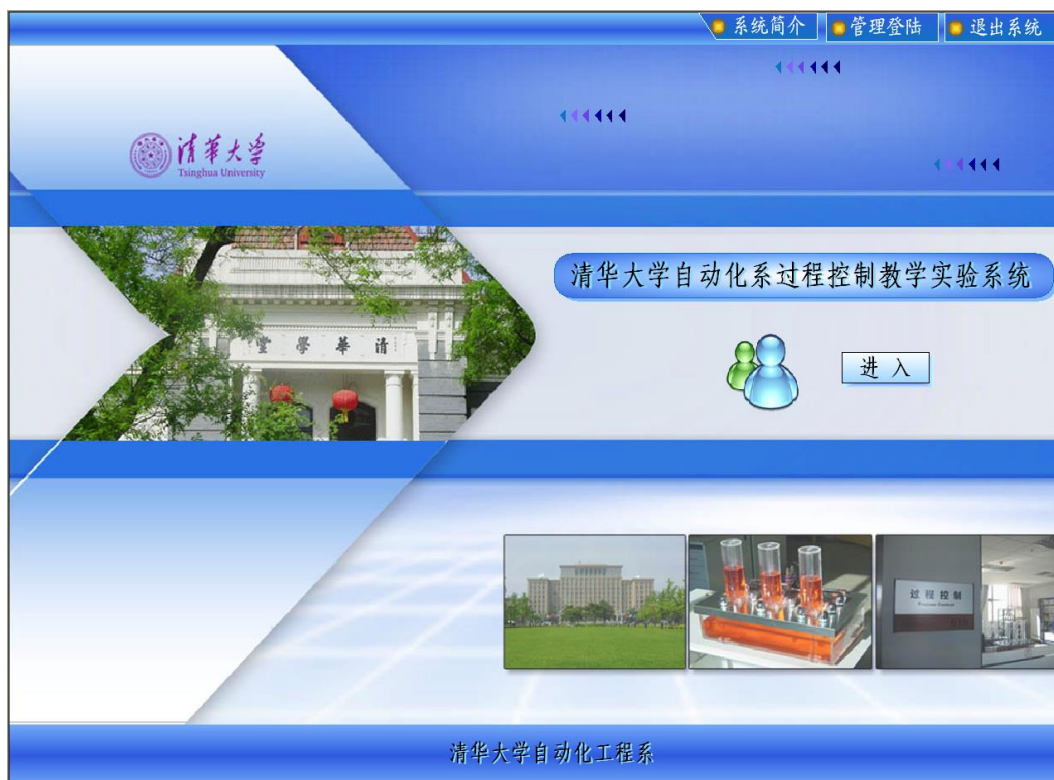 系统简介
管理登陆
退出系统
清華大学
Tsinghua University
清华大学自动化系过程控制教学实验系统
堂學華清
进入
过程控制
清华大学自动化工程系